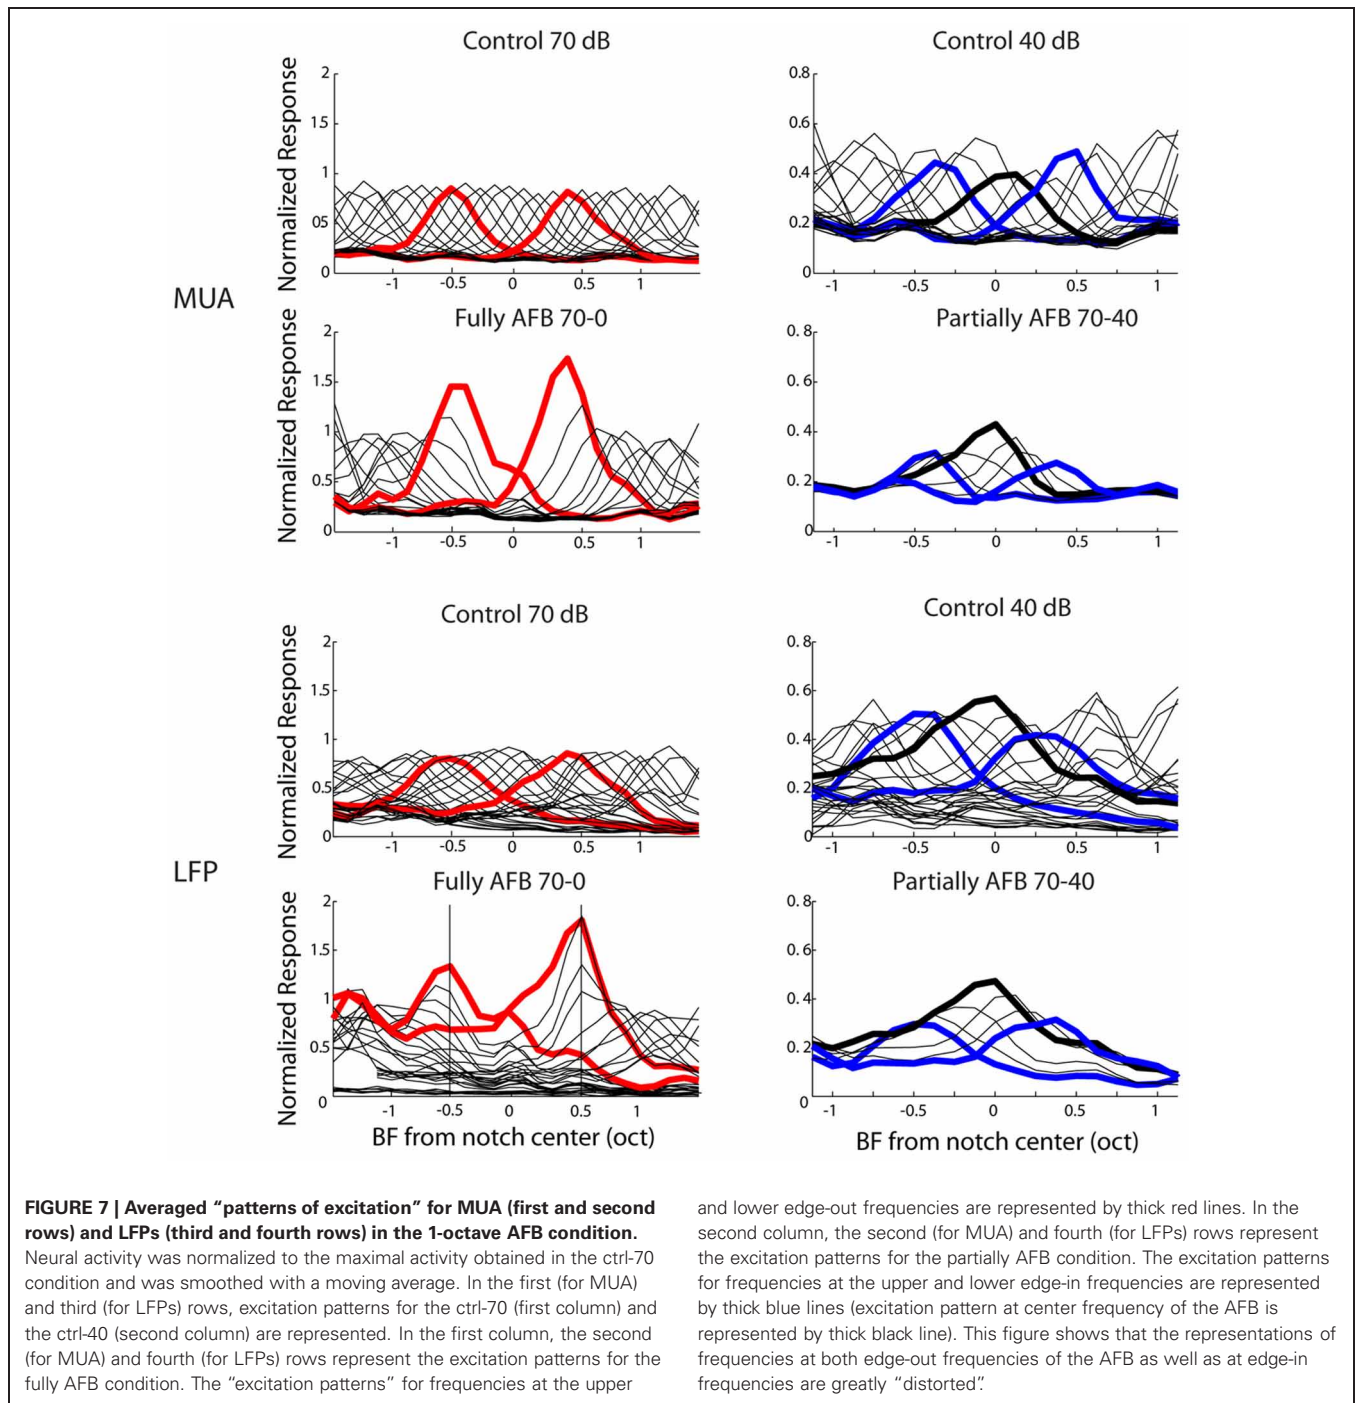 Control 70 dB
Control 40 dB
Normalized Response
2
1.5
1
05
0
-1
-0.5
0
0.5
1
0.8
0.6
0.4
0.2
0
-1
-0.5
0
0.5
1
MUA
Fully AFB 70-0
Partially AFB 70-40
Normalized Response
2
1.5
1
0.5
0
-1
-0.5
0
0.5
1
0. 8
0. 6
0. 4
0. 2
0
-1
-0.5
0
0.5
1
Control 70 dB
Control 40 dB
Normalized Response
2
1.5
1
0.5
0
-1
-0.5
0
0.5
1
0.8
0.6
0.4
0.2
0
-1
-0.5
0
0.5
1
LFP
Fully AFB 70-0
Partially AFB 70-40
Normalized Response
2
1.5
1
0.5
0
-1
-0.5
0
0.5
1
BF from notch center (oct)
0. 8
0. 6
0. 4
0. 2
0
-1
-0.5
0
0.5
1
BF from notch center (oct)
FIGURE 7 | Averaged “patterns of excitation” for MUA (first and second
rows) and LFPs (third and fourth rows) in the 1-octave AFB condition.
Neural activity was normalized to the maximal activity obtained in the ctrl-70
condition and was smoothed with a moving average. In the first (for MUA)
and third (for LFPs) rows, excitation patterns for the ctrl-70 (first column) and
the ctrl-40 (second column) are represented. In the first column, the second
(for MUA) and fourth (for LFPs) rows represent the excitation patterns for the
fully AFB condition. The “excitation patterns” for frequencies at the upper
and lower edge-out frequencies are represented by thick red lines. In the
second column, the second (for MUA) and fourth (for LFPs) rows represent
the excitation patterns for the partially AFB condition. The excitation patterns
for frequencies at the upper and lower edge-in frequencies are represented
by thick blue lines (excitation pattern at center frequency of the AFB is
represented by thick black line). This figure shows that the representations of
frequencies at both edge-out frequencies of the AFB as well as at edge-in
frequencies are greatly “distorted”.